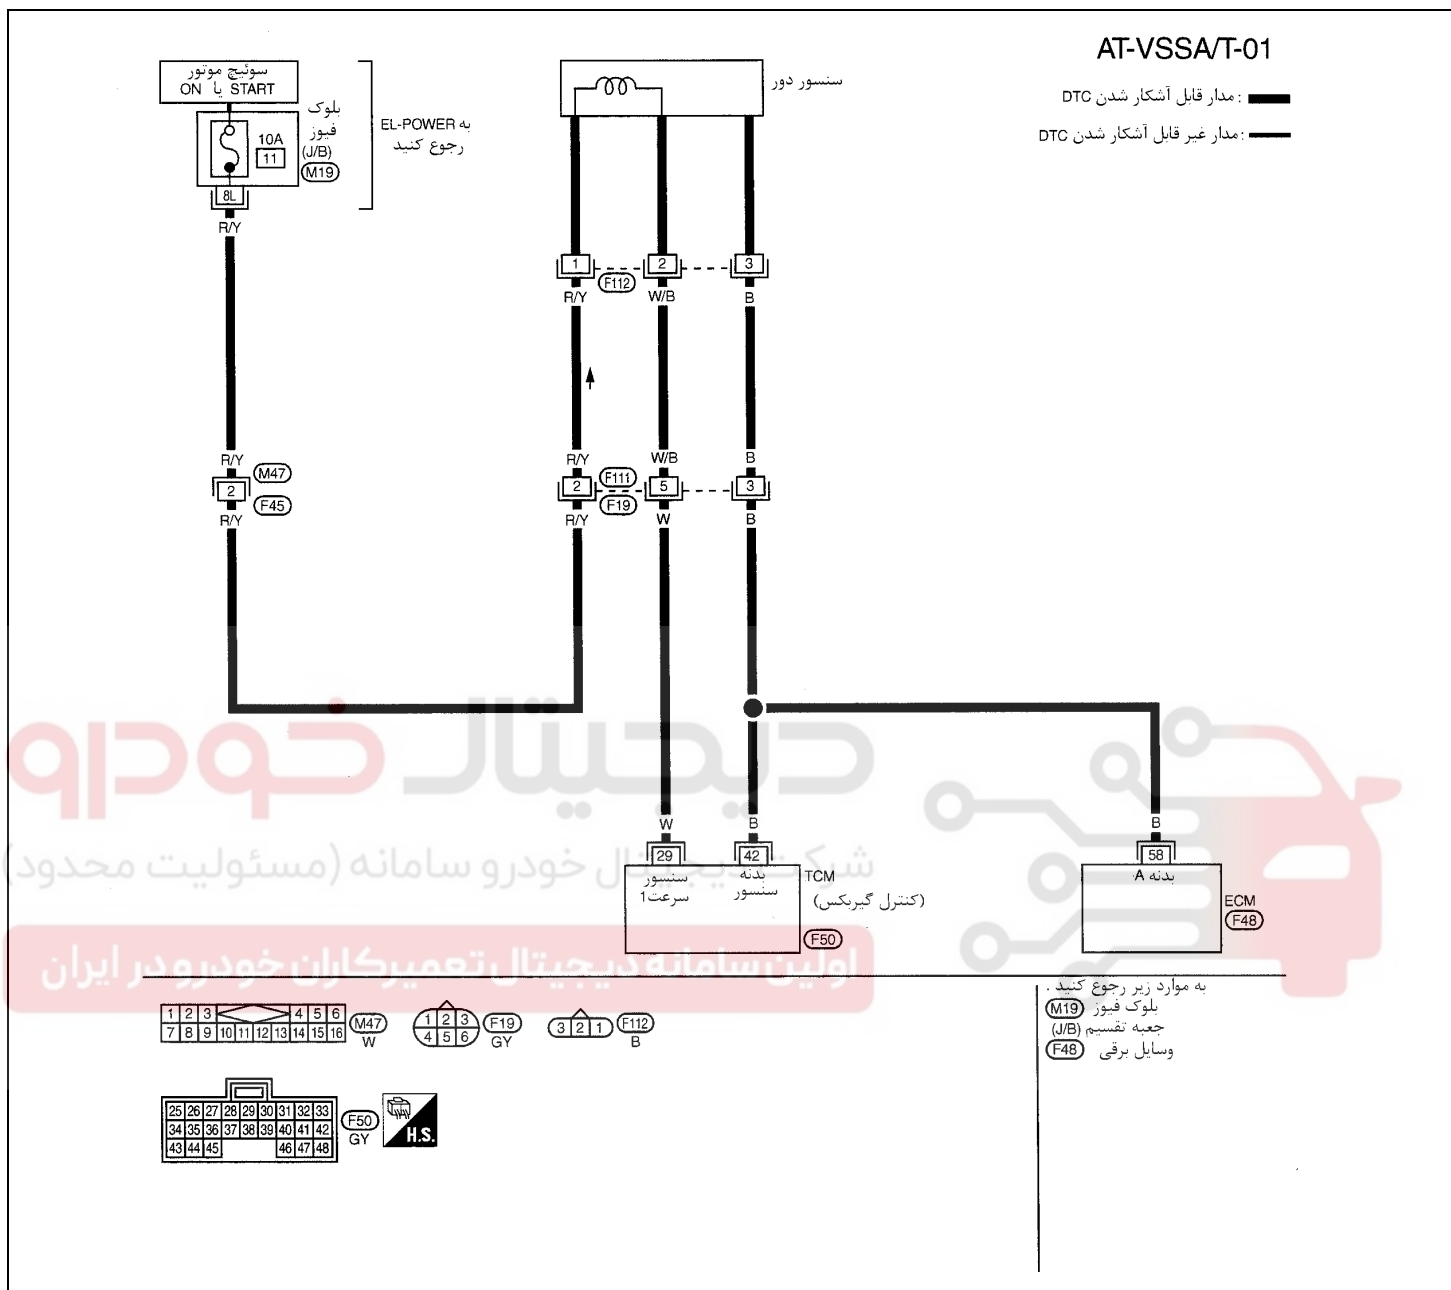 AT-VSSA/T-01
مدار قابل آشکار شدن DTC :
مدار غیر قابل آشکار شدن DTC :
سوئیچ موتور
ON یا START
بلوک
فیوز
(J/B)
M19
10A
11
8L
به EL-POWER
رجوع کنید
سنسور دور
R/Y
1
2
3
F112
R/Y
W/B
B
R/Y
M47
2
F45
R/Y
R/Y
W/B
B
2
F111
5
3
F19
R/Y
W
B
W
B
B
29
42
58
سنسور
سرعت1
بدنه
سنسور
TCM
(کنترل گیربکس)
F50
بدنه A
ECM
F48
دیجیتال خودرو
شرکت دیجیتال خودرو سامانه (مسئولیت محدود)
اولین سامانه دیجیتال تعمیرکاران خودرو در ایران
1 2 3 4 5 6
7 8 9 10 11 12 13 14 15 16
M47
W
1 2 3
4 5 6
F19
GY
3 2 1
F112
B
به موارد زیر رجوع کنید .
بلوک فیوز M19
جعبه تقسیم (J/B)
وسایل برقی F48
25 26 27 28 29 30 31 32 33
34 35 36 37 38 39 40 41 42
43 44 45 46 47 48
F50
GY
H.S.